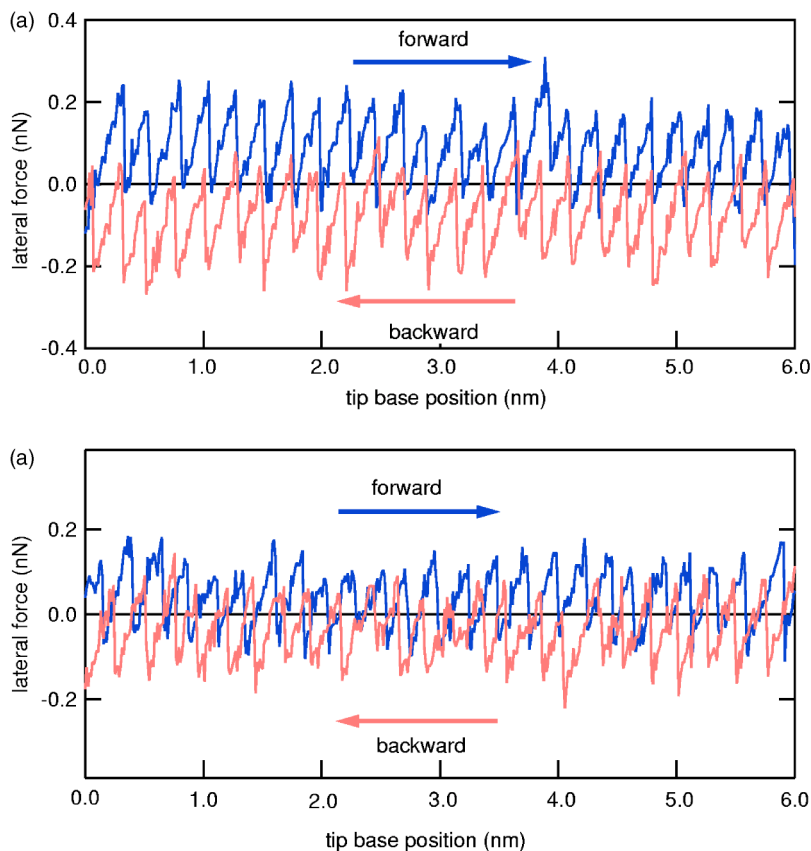 (a)
0.4
forward
0.2
0.0
-0.2
backward
-0.4
0.0 1.0 2.0 3.0 4.0 5.0 6.0
lateral force (nN)
tip base position (nm)
(a)
forward
0.2
0.0
-0.2
backward
0.0 1.0 2.0 3.0 4.0 5.0 6.0
lateral force (nN)
tip base position (nm)